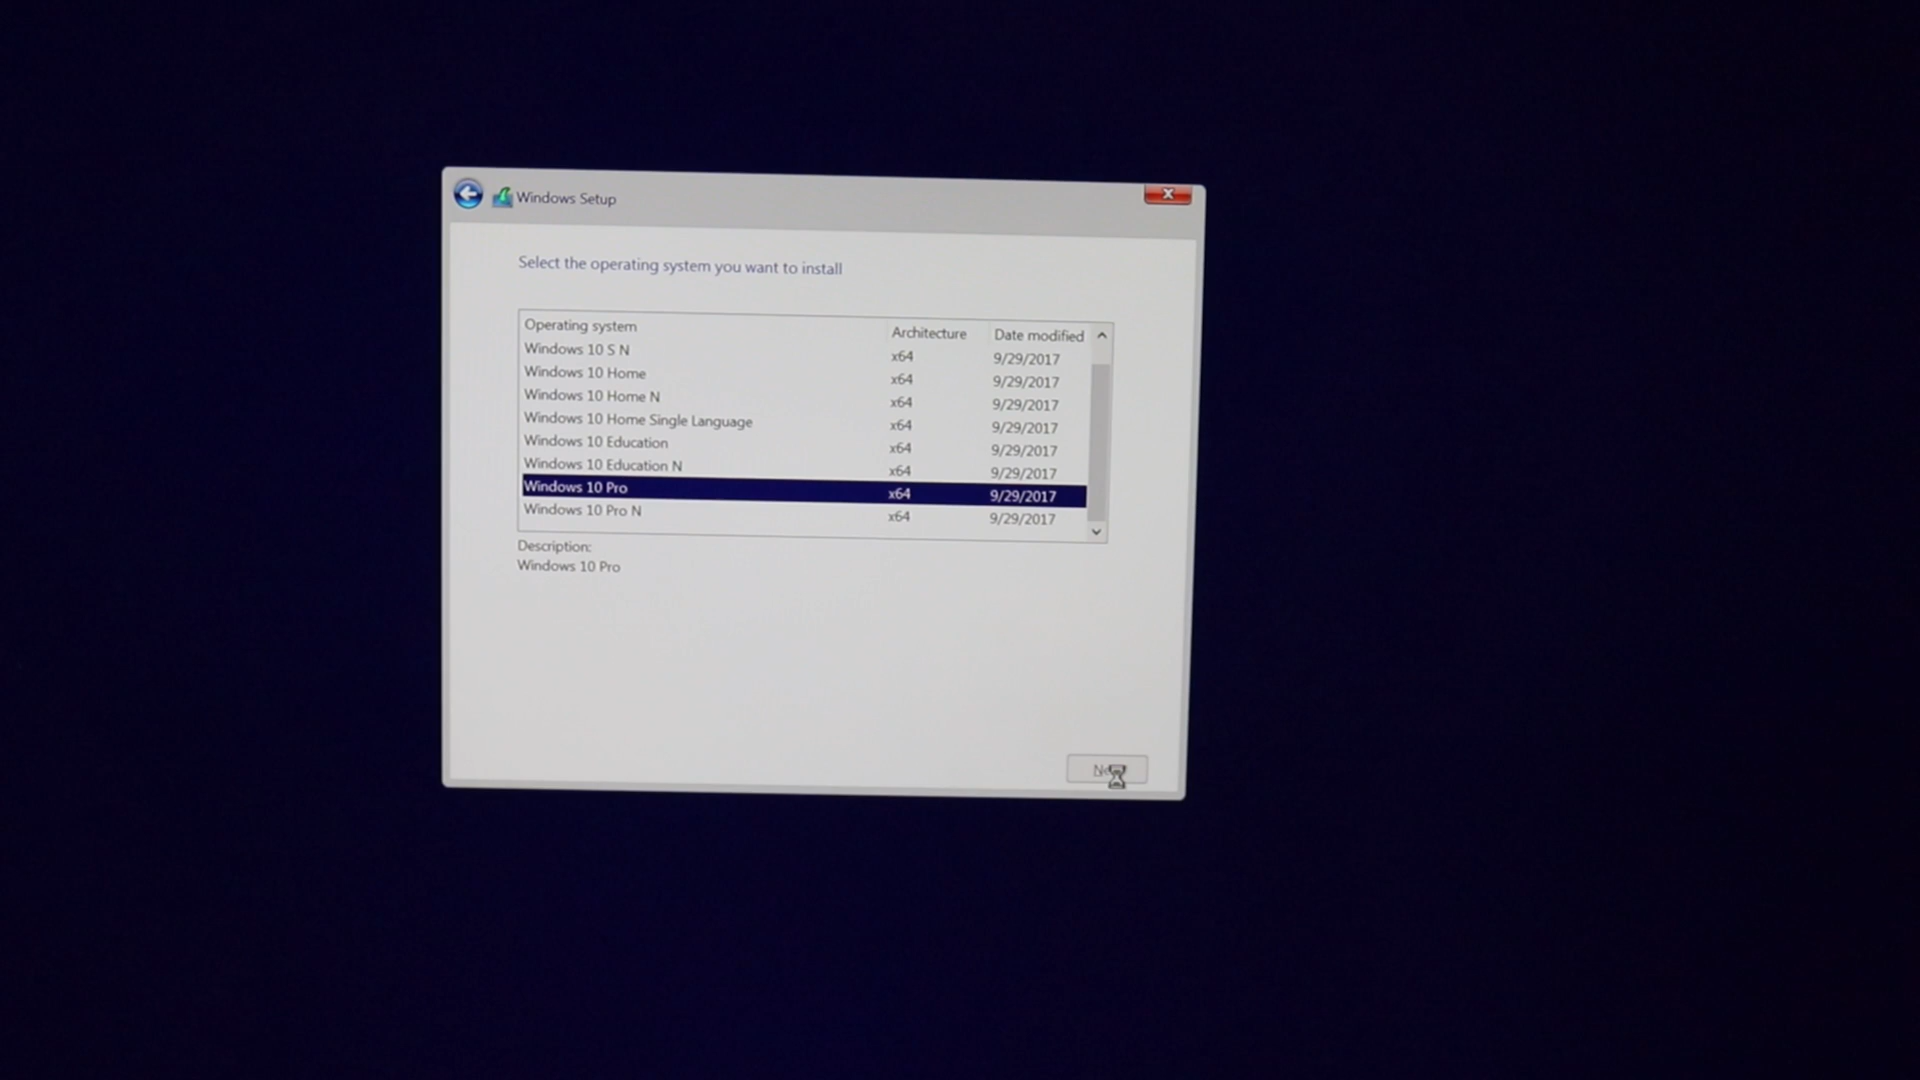 Windows Setup
Select the operating system you want to install
Operating system Architecture Date modified
Windows 10 S N x64 9/29/2017
Windows 10 Home x64 9/29/2017
Windows 10 Home N x64 9/29/2017
Windows 10 Home Single Language x64 9/29/2017
Windows 10 Education x64 9/29/2017
Windows 10 Education N x64 9/29/2017
Windows 10 Pro x64 9/29/2017
Windows 10 Pro N x64 9/29/2017
Description:
Windows 10 Pro